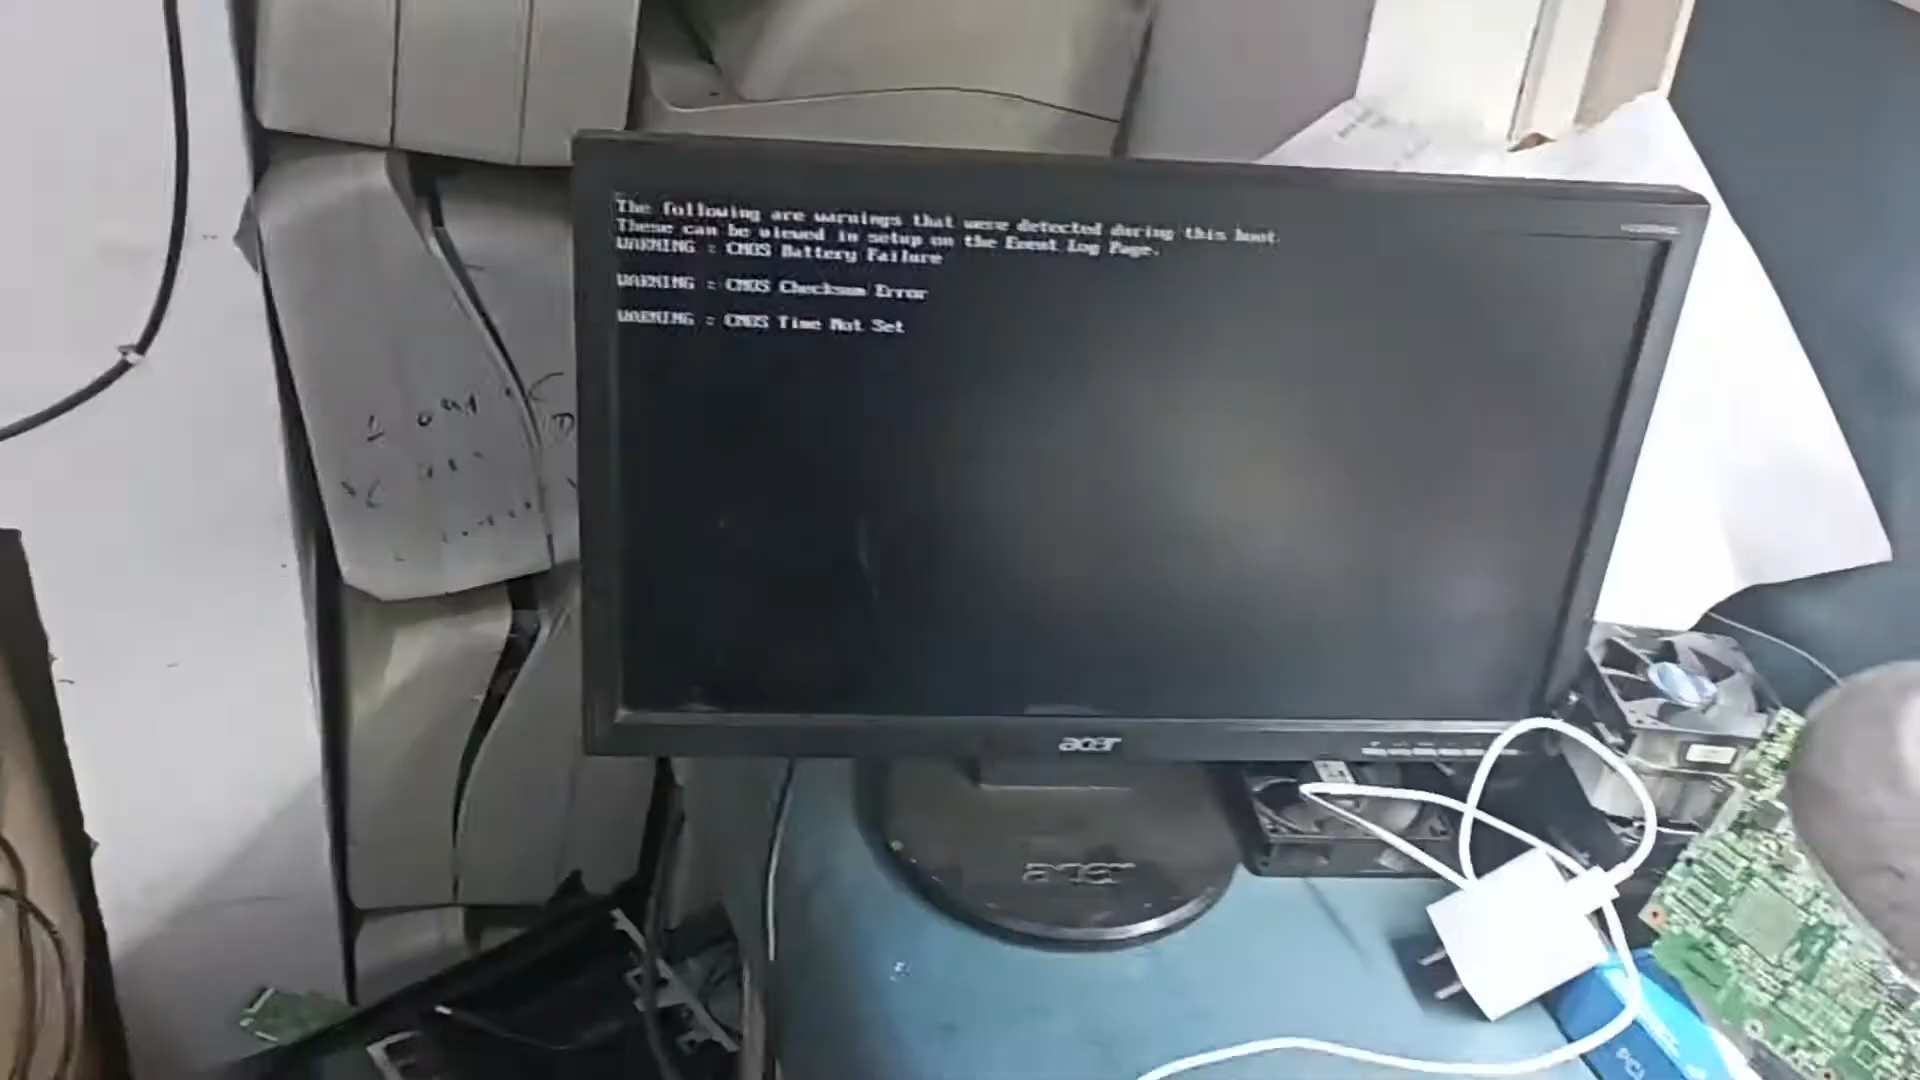 The following are warnings that were detected during this boot.
These can be viewed in setup on the Event Log Page.
WARNING : CMOS Battery Failure
WARNING : CMOS Checksum Error
WARNING : CMOS Time Not Set
acer
acer